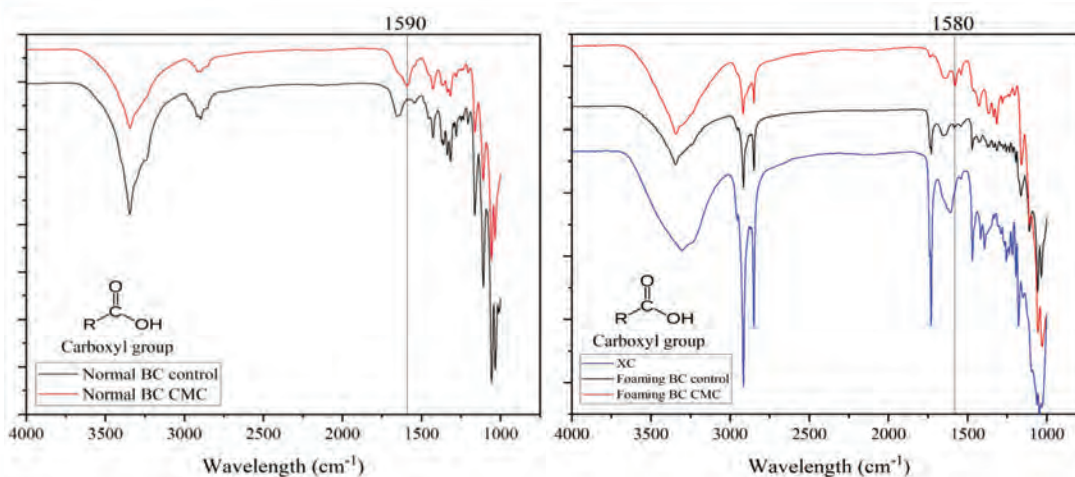 1590
O
R
OH
Carboxyl group
Normal BC control
Normal BC CMC
4000 3500 3000 2500 2000 1500 1000
Wavelength (cm-1)
1580
O
R
OH
Carboxyl group
XC
Foaming BC control
Foaming BC CMC
4000 3500 3000 2500 2000 1500 1000
Wavelength (cm-1)